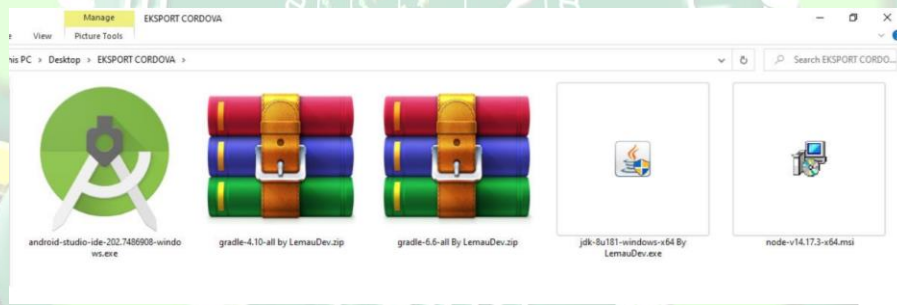 Manage
EKSPORT CORDOVA
View
Picture Tools
his PC > Desktop > EKSPORT CORDOVA >
Search EKSPORT CORDO...
android-studio-ide-202.7486908-windo
ws.exe
gradle-4.10-all by LemauDev.zip
gradle-6.6-all By LemauDev.zip
jdk-8u181-windows-x64 By
LemauDev.exe
node-v14.17.3-x64.msi